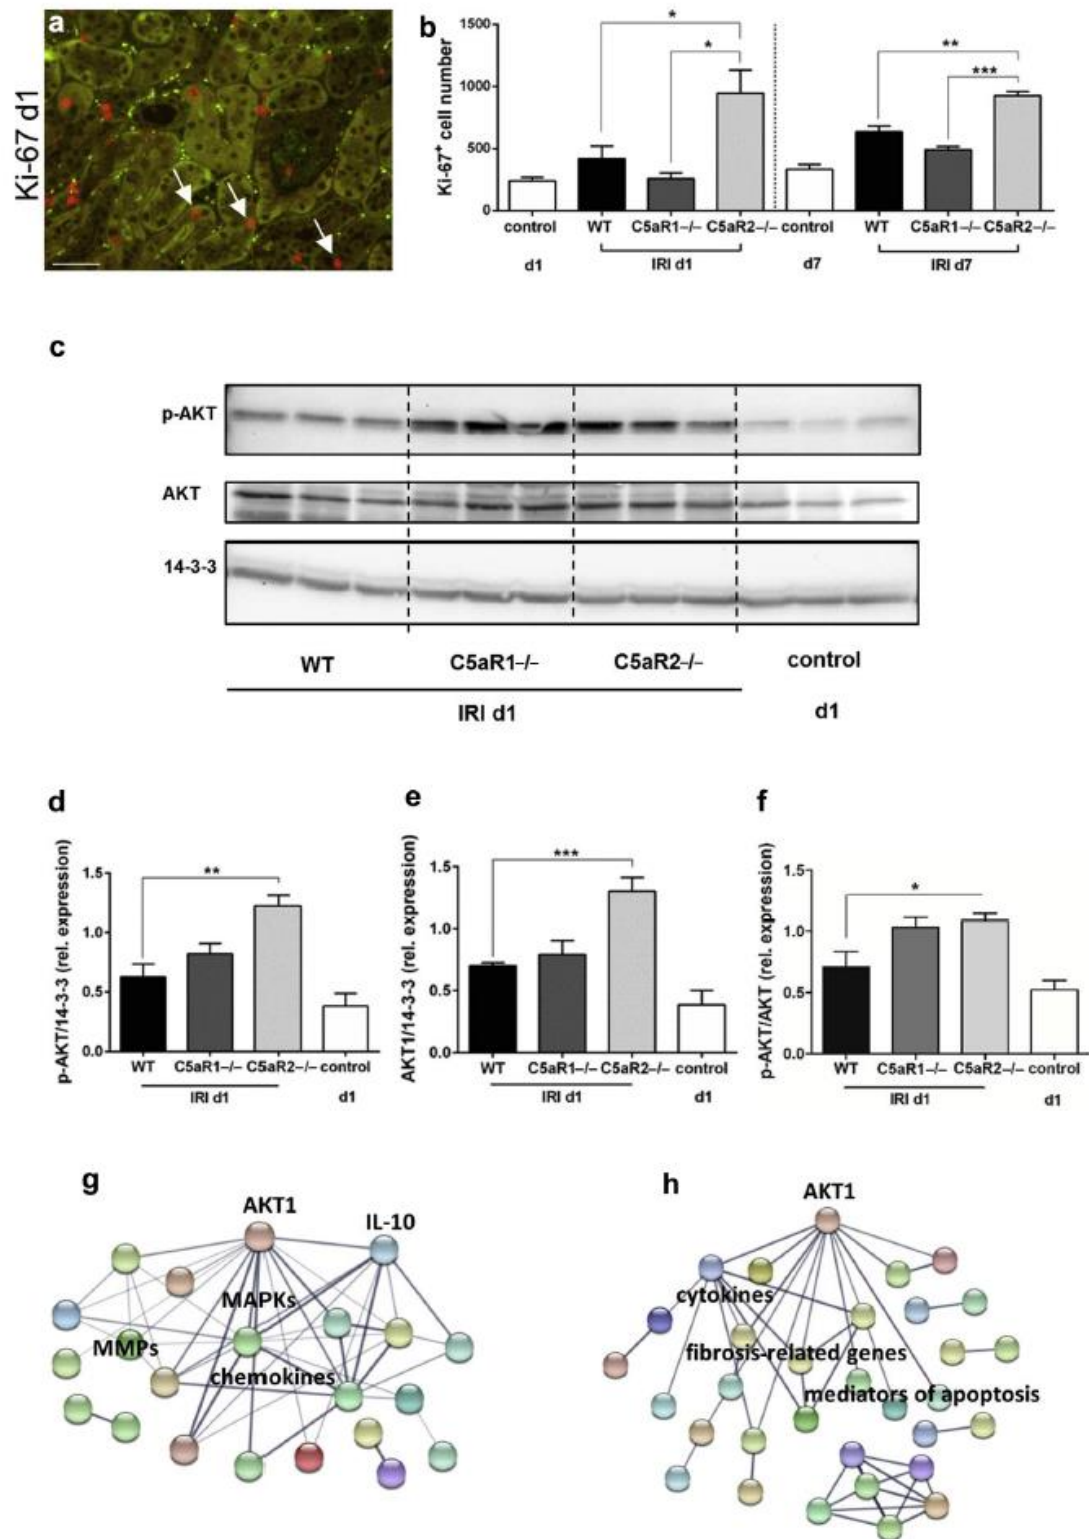 a
Ki-67 d1
b
Ki-67+ cell number
1500
1000
500
0
*
*
**
***
control WT C5aR1–/– C5aR2–/– control WT C5aR1–/– C5aR2–/–
d1 IRI d1 d7 IRI d7
c
p-AKT
AKT
14-3-3
WT C5aR1–/– C5aR2–/– control
IRI d1 d1
d
p-AKT/14-3-3 (rel. expression)
1.5
1.0
0.5
0.0
**
WT C5aR1–/– C5aR2–/– control
IRI d1 d1
e
AKT1/14-3-3 (rel. expression)
1.5
1.0
0.5
0.0
***
WT C5aR1–/– C5aR2–/– control
IRI d1 d1
f
p-AKT/AKT (rel. expression)
1.5
1.0
0.5
0.0
*
WT C5aR1–/– C5aR2–/– control
IRI d1 d1
g
AKT1
IL-10
MAPKs
MMPs
chemokines
h
AKT1
cytokines
fibrosis-related genes
mediators of apoptosis